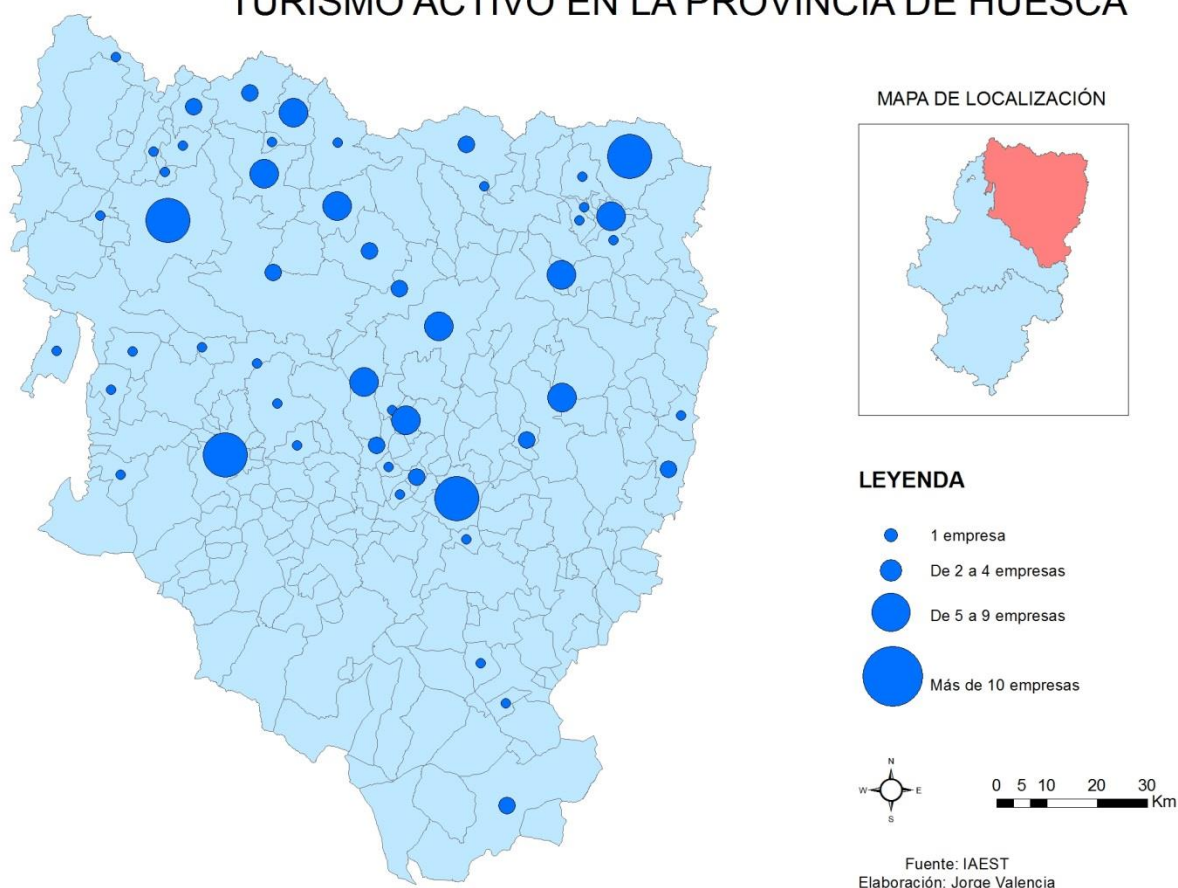 TURISMO ACTIVO EN LA PROVINCIA DE HUESCA
MAPA DE LOCALIZACIÓN
LEYENDA
1 empresa
De 2 a 4 empresas
De 5 a 9 empresas
Más de 10 empresas
N
W E
S
0 5 10 20 30
Km
Fuente: IAEST
Elaboración: Jorge Valencia